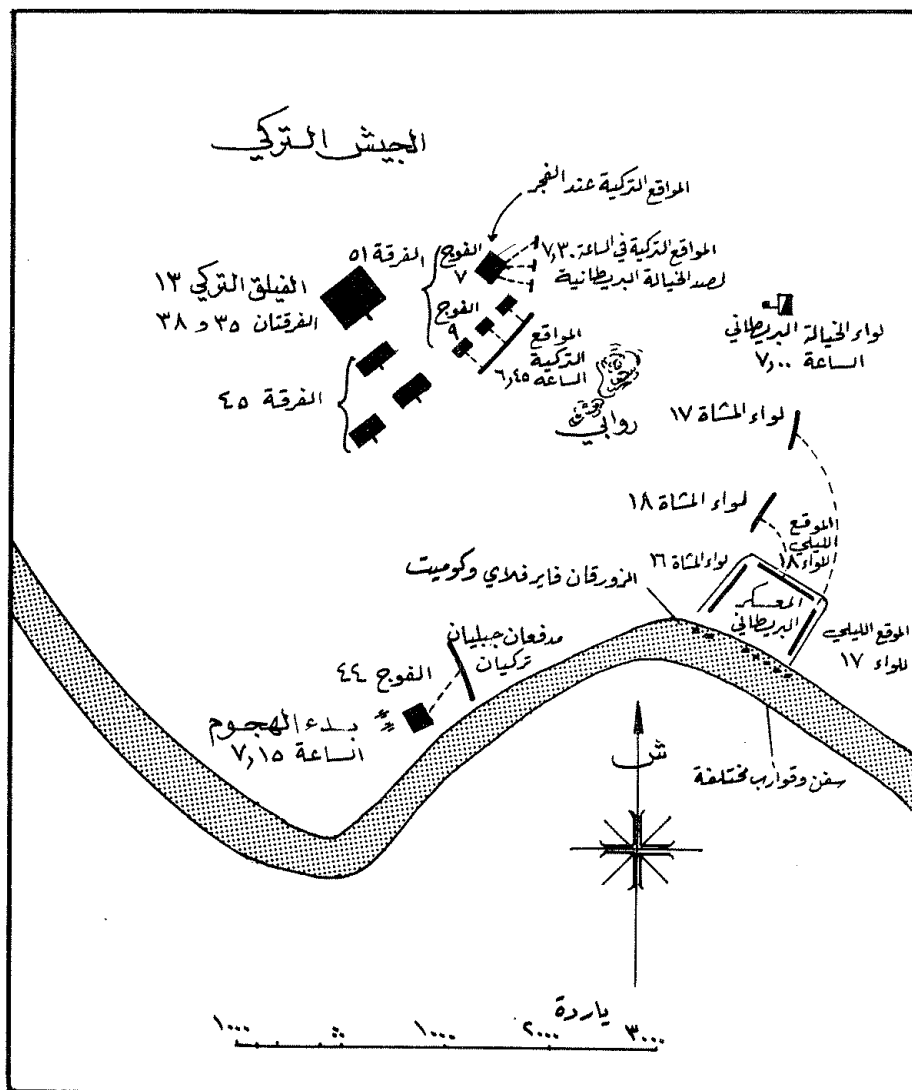 الجيش التركي
المواقع التركية عند الفجر
الفرقة ٥١
الفوج
٧
المواقع التركية في الساعة ٧,٣٠
لصد الخيالة البريطانية
الفيلق التركي ١٣
الفرقتان ٣٥ و ٣٨
الفوج
٩
المواقع
التركية
الساعة ٦,٤٥
لواء الخيالة البريطاني
الساعة ٧,٠٠
الفرقة ٤٥
روابي
لواء المشاة ١٧
لواء المشاة ١٨
الموقع
الليلي
للواء ١٨
لواء المشاة ١٦
الزورقان فايرفلاي وكوميت
المعسكر
البريطاني
الموقع الليلي
للواء ١٧
مدفعان جبليان
تركيان
الفوج ٤٤
بدء الهجوم
الساعة ٧,١٥
سفن وقوارب مختلفة
ش
ياردة
١٠٠٠ ١٠٠٠ ٢٠٠٠ ٣٠٠٠